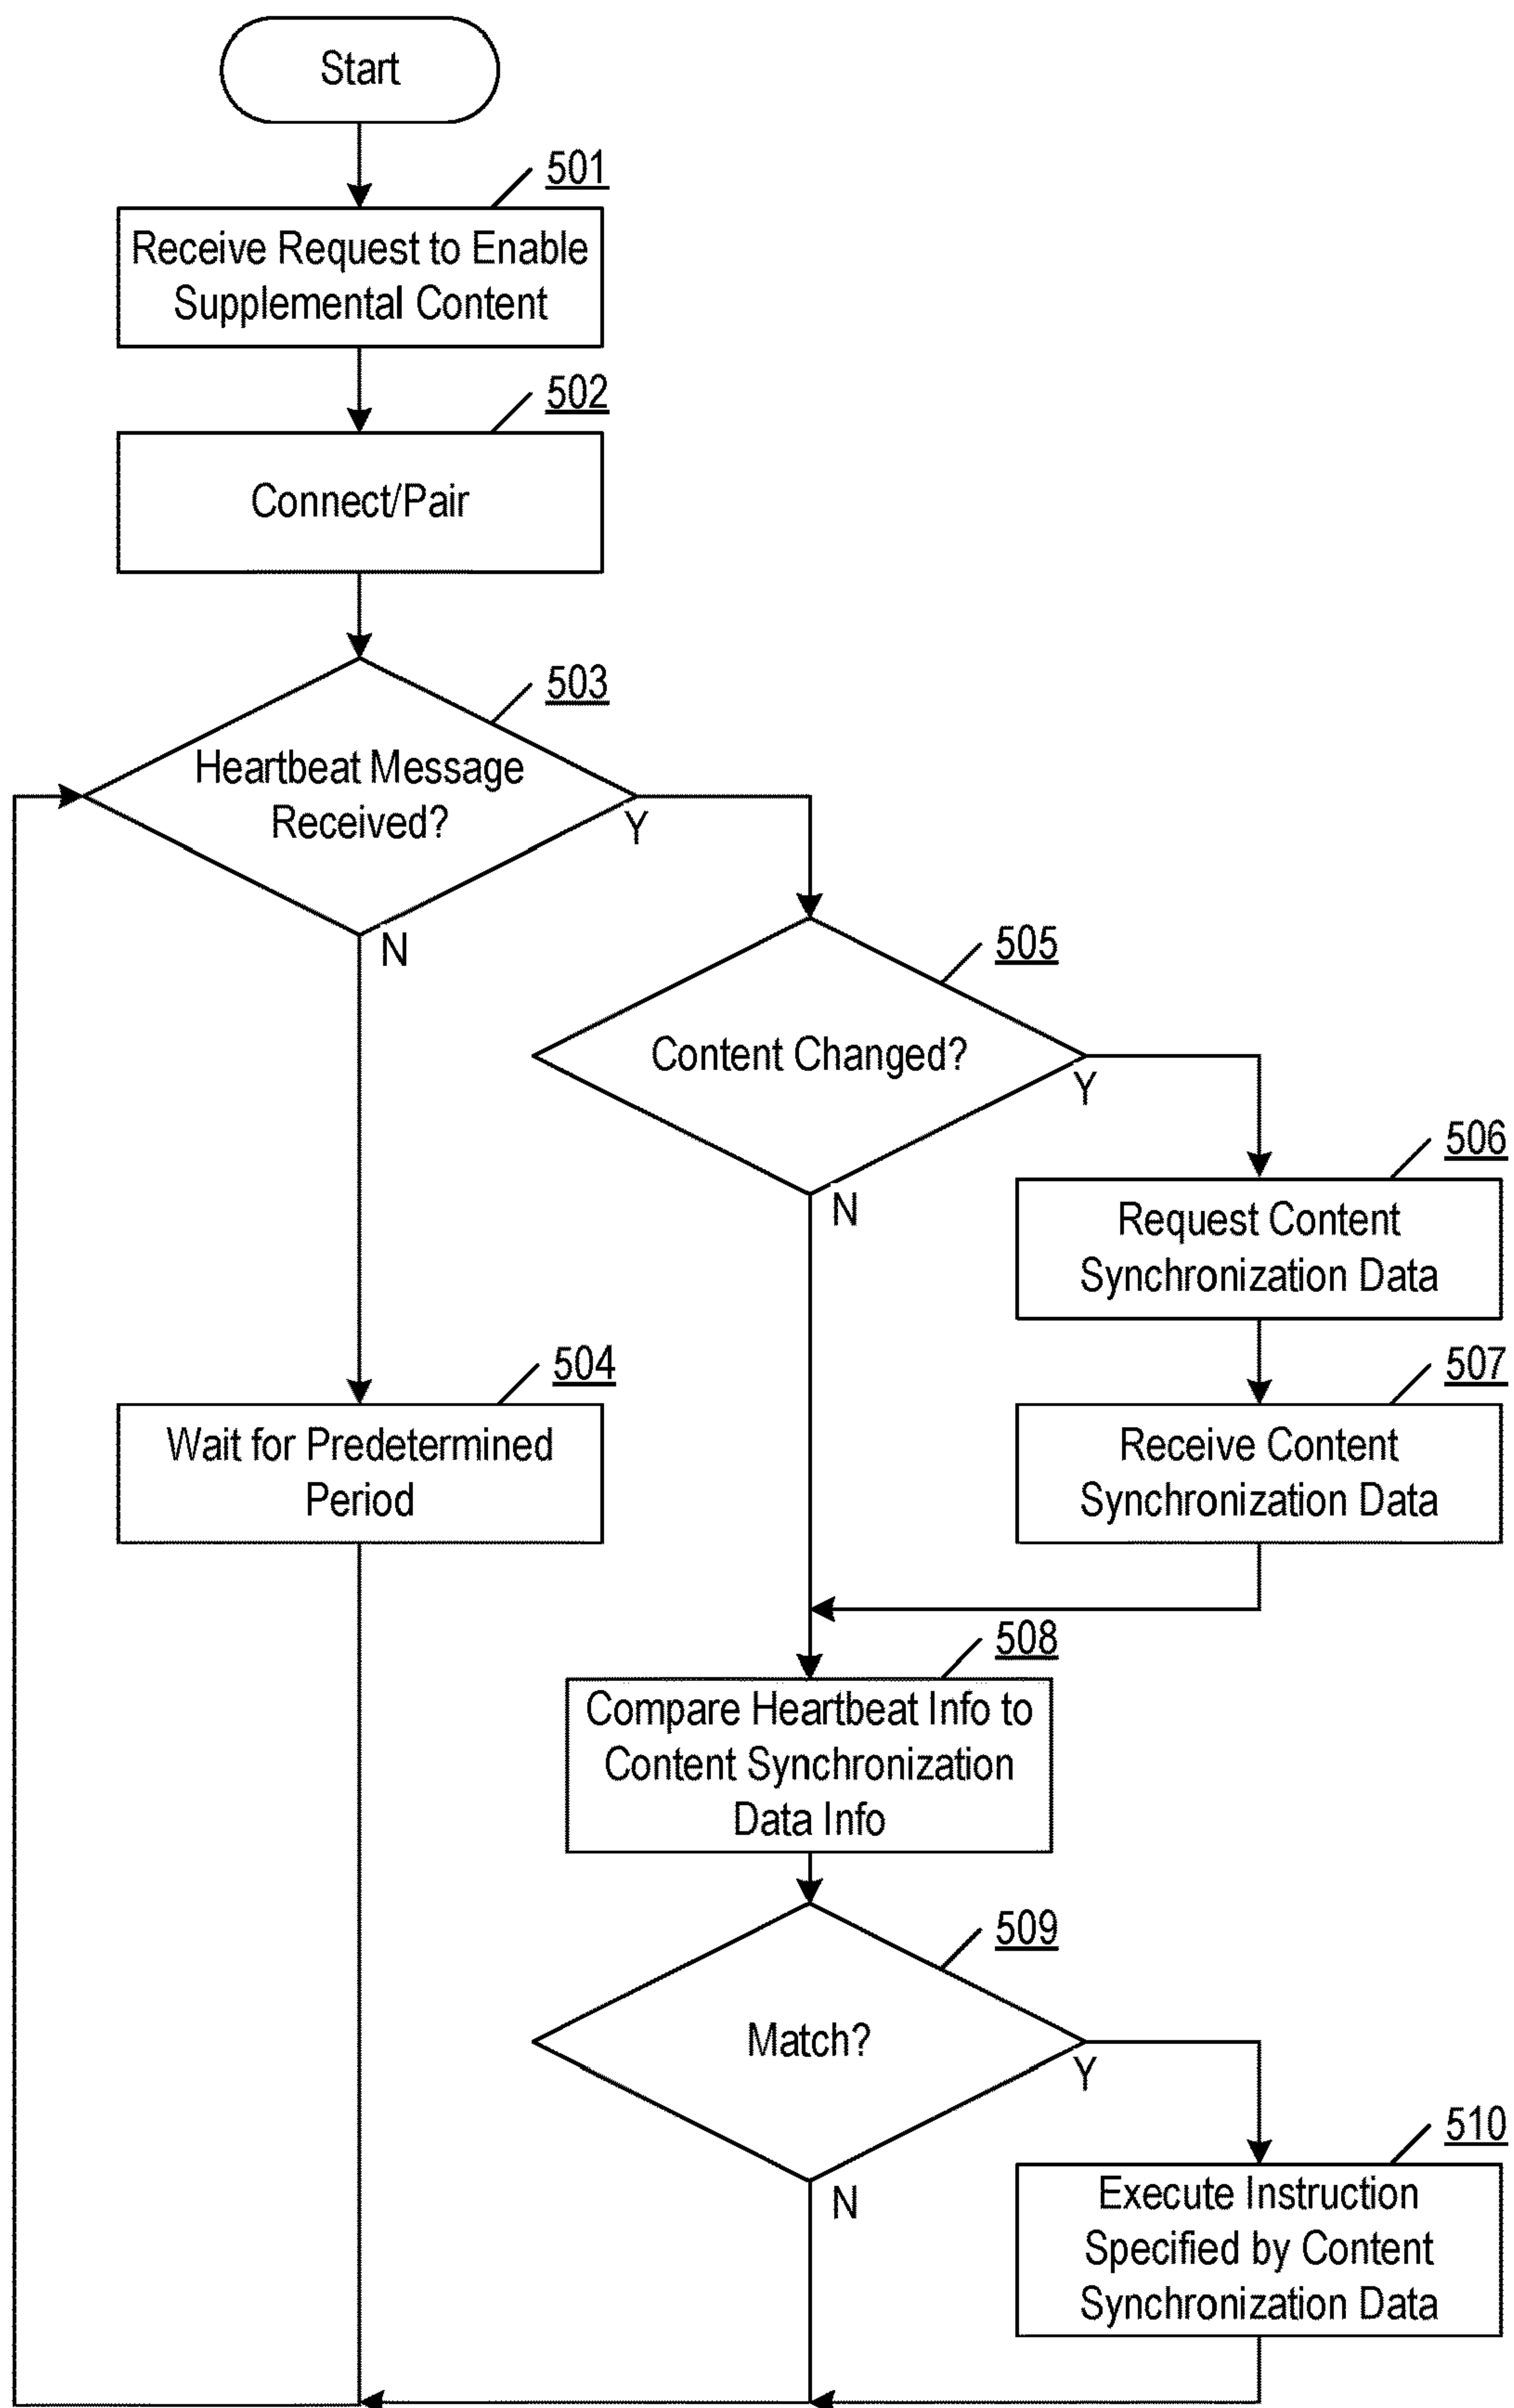 Start
501
Receive Request to Enable
Supplemental Content
502
Connect/Pair
503
Heartbeat Message
Received?
Y
N
505
Content Changed?
Y
N
506
Request Content
Synchronization Data
504
Wait for Predetermined
Period
507
Receive Content
Synchronization Data
508
Compare Heartbeat Info to
Content Synchronization
Data Info
509
Match?
Y
N
510
Execute Instruction
Specified by Content
Synchronization Data